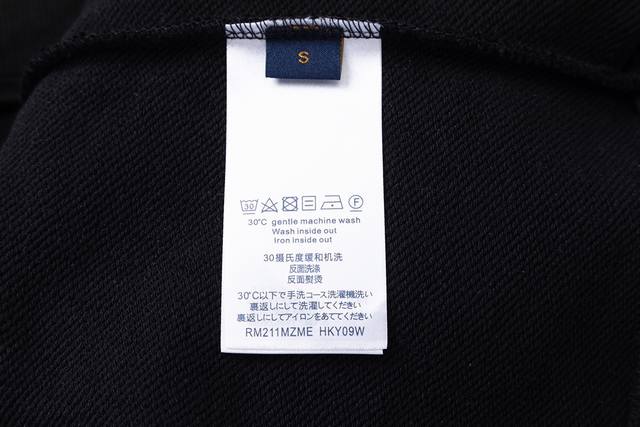 S
30
F
30°C gentle machine wash
Wash inside out
Iron inside out
30摄氏度缓和机洗
反面洗涤
反面熨烫
30°C以下で手洗コース洗濯機洗い
裏返しにして洗濯してください
裏返しにしてアイロンをあててください
RM211MZME HKY09W